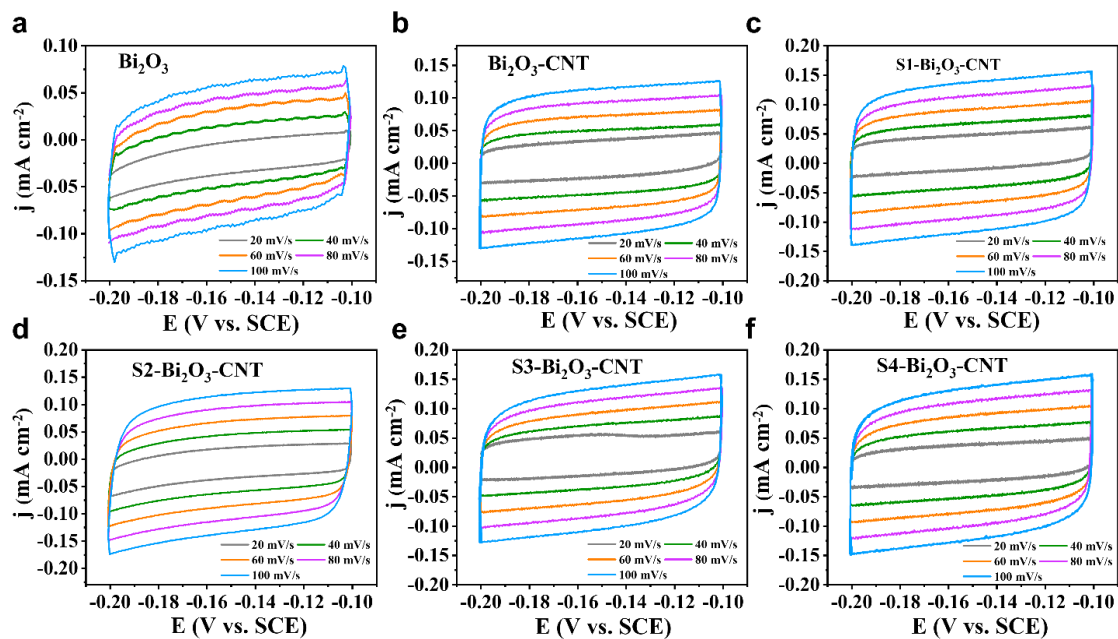 a
Bi₂O₃
j (mA cm⁻²)
0.10
0.05
0.00
-0.05
-0.10
-0.15
20 mV/s 40 mV/s
60 mV/s 80 mV/s
100 mV/s
-0.20 -0.18 -0.16 -0.14 -0.12 -0.10
E (V vs. SCE)
b
Bi₂O₃-CNT
j (mA cm⁻²)
0.15
0.10
0.05
0.00
-0.05
-0.10
-0.15
20 mV/s 40 mV/s
60 mV/s 80 mV/s
100 mV/s
-0.20 -0.18 -0.16 -0.14 -0.12 -0.10
E (V vs. SCE)
c
S1-Bi₂O₃-CNT
j (mA cm⁻²)
0.20
0.15
0.10
0.05
0.00
-0.05
-0.10
-0.15
-0.20
20 mV/s 40 mV/s
60 mV/s 80 mV/s
100 mV/s
-0.20 -0.18 -0.16 -0.14 -0.12 -0.10
E (V vs. SCE)
d
S2-Bi₂O₃-CNT
j (mA cm⁻²)
0.20
0.15
0.10
0.05
0.00
-0.05
-0.10
-0.15
-0.20
20 mV/s 40 mV/s
60 mV/s 80 mV/s
100 mV/s
-0.20 -0.18 -0.16 -0.14 -0.12 -0.10
E (V vs. SCE)
e
S3-Bi₂O₃-CNT
j (mA cm⁻²)
0.20
0.15
0.10
0.05
0.00
-0.05
-0.10
-0.15
-0.20
20 mV/s 40 mV/s
60 mV/s 80 mV/s
100 mV/s
-0.20 -0.18 -0.16 -0.14 -0.12 -0.10
E (V vs. SCE)
f
S4-Bi₂O₃-CNT
j (mA cm⁻²)
0.20
0.15
0.10
0.05
0.00
-0.05
-0.10
-0.15
-0.20
20 mV/s 40 mV/s
60 mV/s 80 mV/s
100 mV/s
-0.20 -0.18 -0.16 -0.14 -0.12 -0.10
E (V vs. SCE)